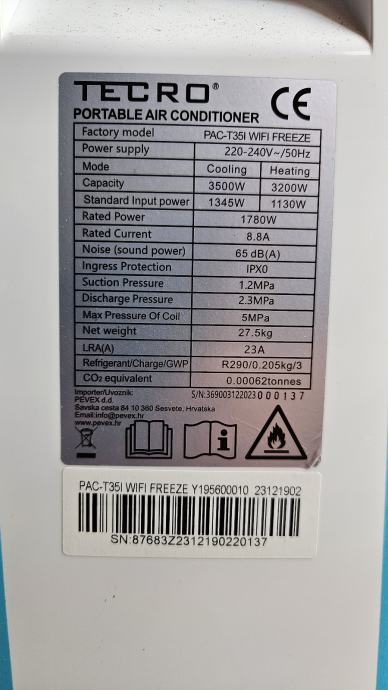 TECRO® CE
PORTABLE AIR CONDITIONER
Factory model PAC-T35I WIFI FREEZE
Power supply 220-240V~/50Hz
Mode Cooling Heating
Capacity 3500W 3200W
Standard Input power 1345W 1130W
Rated Power 1780W
Rated Current 8.8A
Noise (sound power) 65 dB(A)
Ingress Protection IPX0
Suction Pressure 1.2MPa
Discharge Pressure 2.3MPa
Max Pressure Of Coil 5MPa
Net weight 27.5kg
LRA(A) 23A
Refrigerant/Charge/GWP R290/0.205kg/3
CO₂ equivalent 0.00062tonnes
Importer/Uvoznik: S/N:369003122023000137
PEVEX d.d.
Savska cesta 84 10 360 Sesvete, Hrvatska
Email:info@pevex.hr
www.pevex.hr
PAC-T35I WIFI FREEZE Y195600010 23121902
SN:87683Z2312190220137